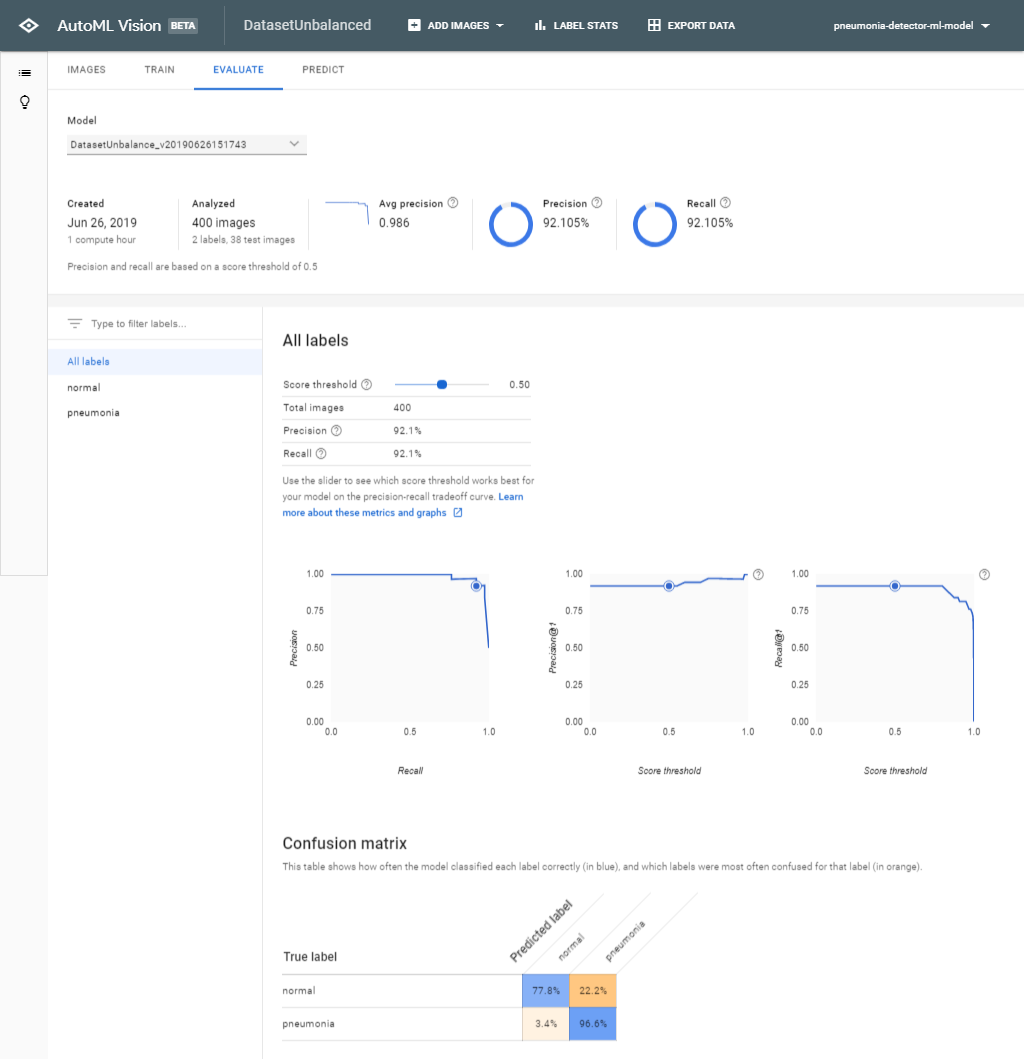 AutoML Vision BETA DatasetUnbalanced ADD IMAGES LABEL STATS EXPORT DATA pneumonia-detector-ml-model
IMAGES TRAIN EVALUATE PREDICT
Model
DatasetUnbalance_v20190626151743
Created Analyzed Avg precision Precision Recall
Jun 26, 2019 400 images 0.986 92.105% 92.105%
1 compute hour 2 labels, 38 test images
Precision and recall are based on a score threshold of 0.5
Type to filter labels...
All labels
normal
pneumonia
All labels
Score threshold 0.50
Total images 400
Precision 92.1%
Recall 92.1%
Use the slider to see which score threshold works best for
your model on the precision-recall tradeoff curve. Learn
more about these metrics and graphs
Precision
1.00
0.75
0.50
0.25
0.00
0.0 0.5 1.0
Recall
Precision@1
1.00
0.75
0.50
0.25
0.00
0.0 0.5 1.0
Score threshold
Recall@1
1.00
0.75
0.50
0.25
0.00
0.0 0.5 1.0
Score threshold
Confusion matrix
This table shows how often the model classified each label correctly (in blue), and which labels were most often confused for that label (in orange).
True label Predicted label normal pneumonia
normal 77.8% 22.2%
pneumonia 3.4% 96.6%